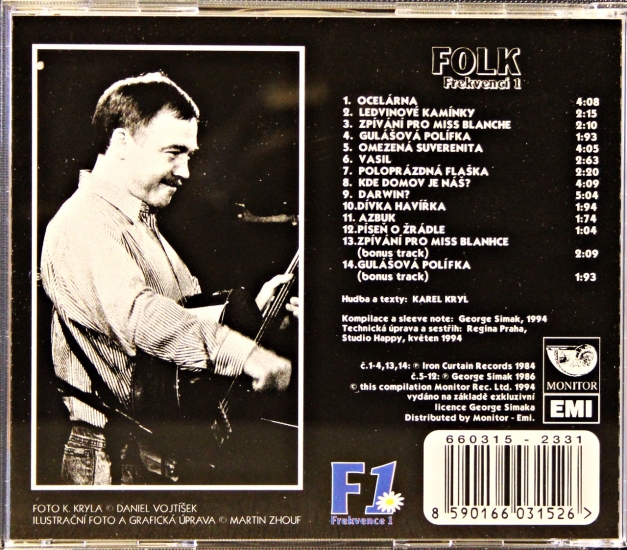 FOLK
Frekvencí 1
1. OCELÁRNA 4:08
2. LEDVINOVÉ KAMÍNKY 2:15
3. ZPÍVÁNÍ PRO MISS BLANCHE 2:10
4. GULÁŠOVÁ POLÍFKA 1:93
5. OMEZENÁ SUVERENITA 4:05
6. VASIL 2:63
7. POLOPRÁZDNÁ FLAŠKA 2:20
8. KDE DOMOV JE NÁŠ? 4:09
9. DARWIN? 5:04
10. DÍVKA HAVÍŘKA 1:94
11. AZBUK 1:74
12. PÍSEŇ O ŽRÁDLE 1:04
13. ZPÍVÁNÍ PRO MISS BLANHCE
(bonus track) 2:09
14. GULÁŠOVÁ POLÍFKA
(bonus track) 1:93
Hudba a texty: KAREL KRYL
Kompilace a sleeve note: George Simak, 1994
Technická úprava a sestřih: Regina Praha,
Studio Happy, květen 1994
č.1-4,13,14: ℗ Iron Curtain Records 1984
č.5-12: ℗ George Simak 1986
© this compilation Monitor Rec. Ltd. 1994
vydáno na základě exkluzivní
licence George Simaka
Distributed by Monitor - Emi.
MONITOR
EMI
660315-2331
8 590166 031526 >
F1
Frekvence 1
FOTO K. KRYLA © DANIEL VOJTÍŠEK
ILUSTRAČNÍ FOTO A GRAFICKÁ ÚPRAVA © MARTIN ZHOUF